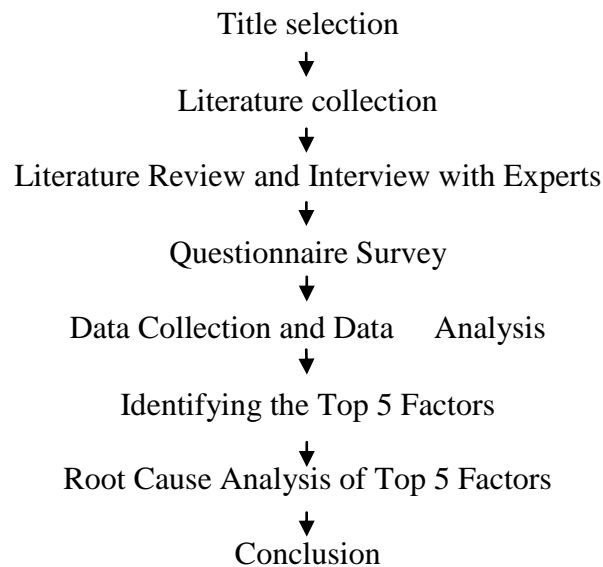 Title selection
Literature collection
Literature Review and Interview with Experts
Questionnaire Survey
Data Collection and Data Analysis
Identifying the Top 5 Factors
Root Cause Analysis of Top 5 Factors
Conclusion